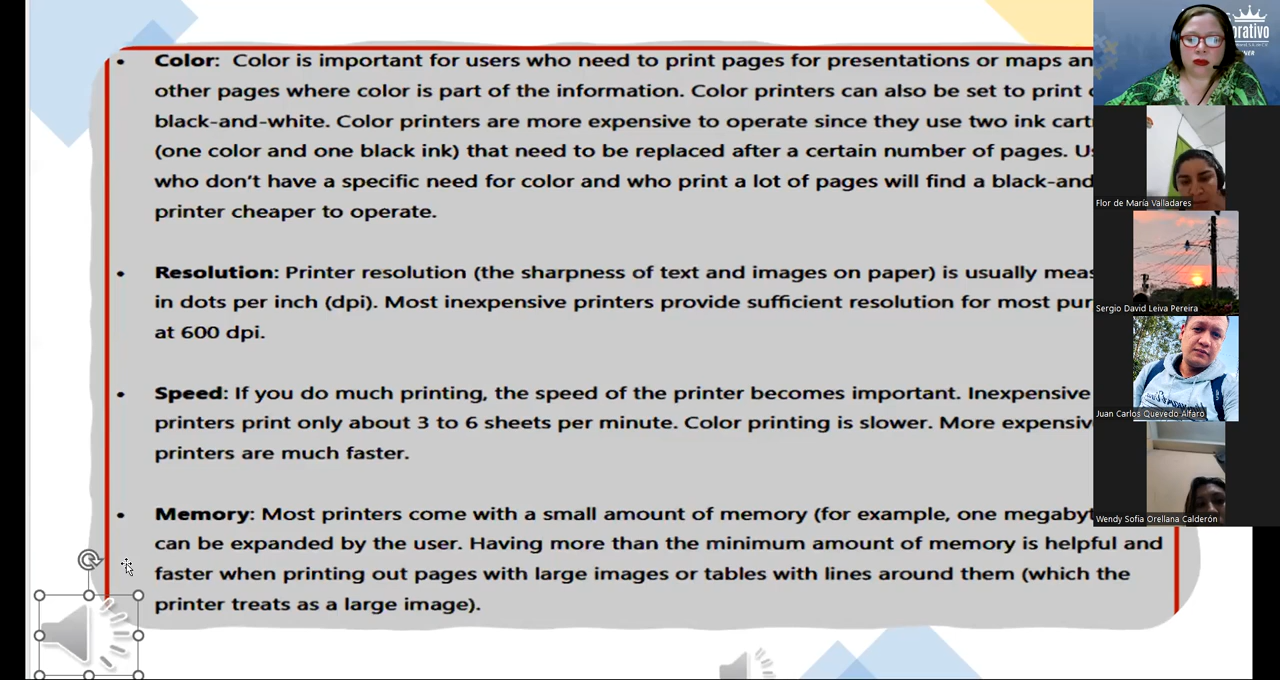 • Color: Color is important for users who need to print pages for presentations or maps an
other pages where color is part of the information. Color printers can also be set to print
black-and-white. Color printers are more expensive to operate since they use two ink cart
(one color and one black ink) that need to be replaced after a certain number of pages. U
who don't have a specific need for color and who print a lot of pages will find a black-and
printer cheaper to operate.
• Resolution: Printer resolution (the sharpness of text and images on paper) is usually meas
in dots per inch (dpi). Most inexpensive printers provide sufficient resolution for most pur
at 600 dpi.
• Speed: If you do much printing, the speed of the printer becomes important. Inexpensive
printers print only about 3 to 6 sheets per minute. Color printing is slower. More expensiv
printers are much faster.
• Memory: Most printers come with a small amount of memory (for example, one megabyt
can be expanded by the user. Having more than the minimum amount of memory is helpful and
faster when printing out pages with large images or tables with lines around them (which the
printer treats as a large image).
orativo
Flor de María Valladares
Sergio David Leiva Pereira
Juan Carlos Quevedo Alfaro
Wendy Sofia Orellana Calderón